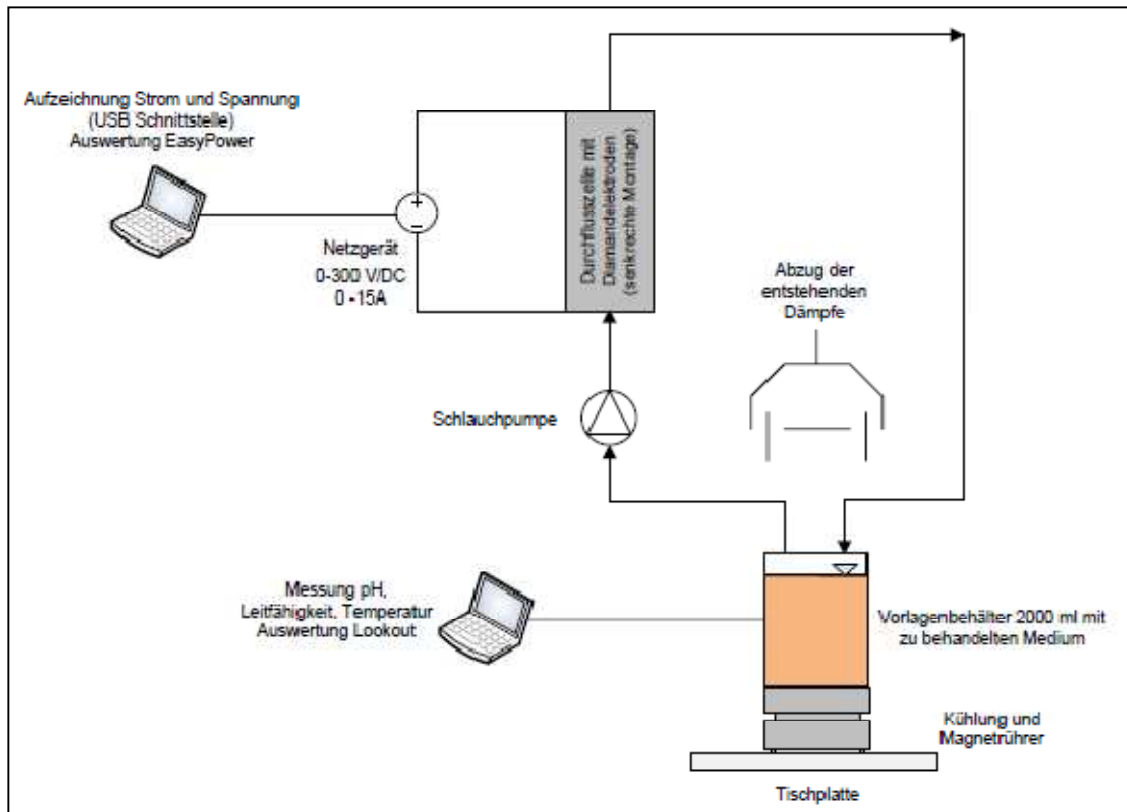 Aufzeichnung Strom und Spannung
(USB Schnittstelle)
Auswertung EasyPower
+
−
Netzgerät
0-300 V/DC
0 - 15A
Durchflusszelle mit
Diamandelektroden
(senkrechte Montage)
Abzug der
entstehenden
Dämpfe
Schlauchpumpe
Messung pH,
Leitfähigkeit, Temperatur
Auswertung Lookout
Vorlagenbehälter 2000 ml mit
zu behandelten Medium
Kühlung und
Magnetrührer
Tischplatte